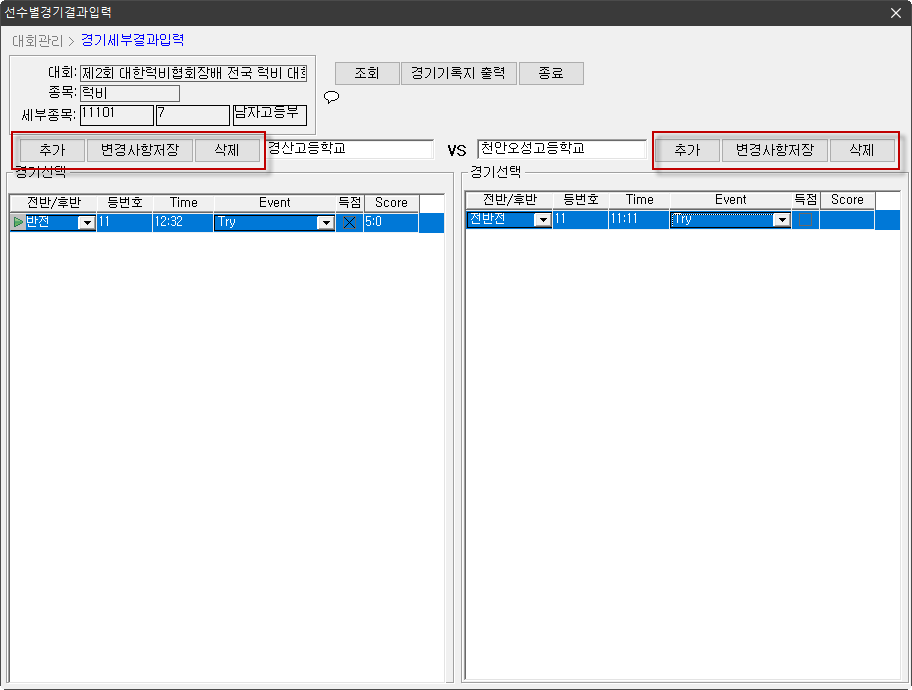 선수별경기결과입력
대회관리 > 경기세부결과입력
대회: 제2회 대한럭비협회장배 전국 럭비 대회
조회 경기기록지 출력 종료
종목: 럭비
세부종목: 11101 7 남자고등부
추가 변경사항저장 삭제 경산고등학교 VS 천안오성고등학교 추가 변경사항저장 삭제
경기선택
전반/후반 등번호 Time Event 득점 Score
반전 11 12:32 Try X 5:0
경기선택
전반/후반 등번호 Time Event 득점 Score
전반전 11 11:11 Try